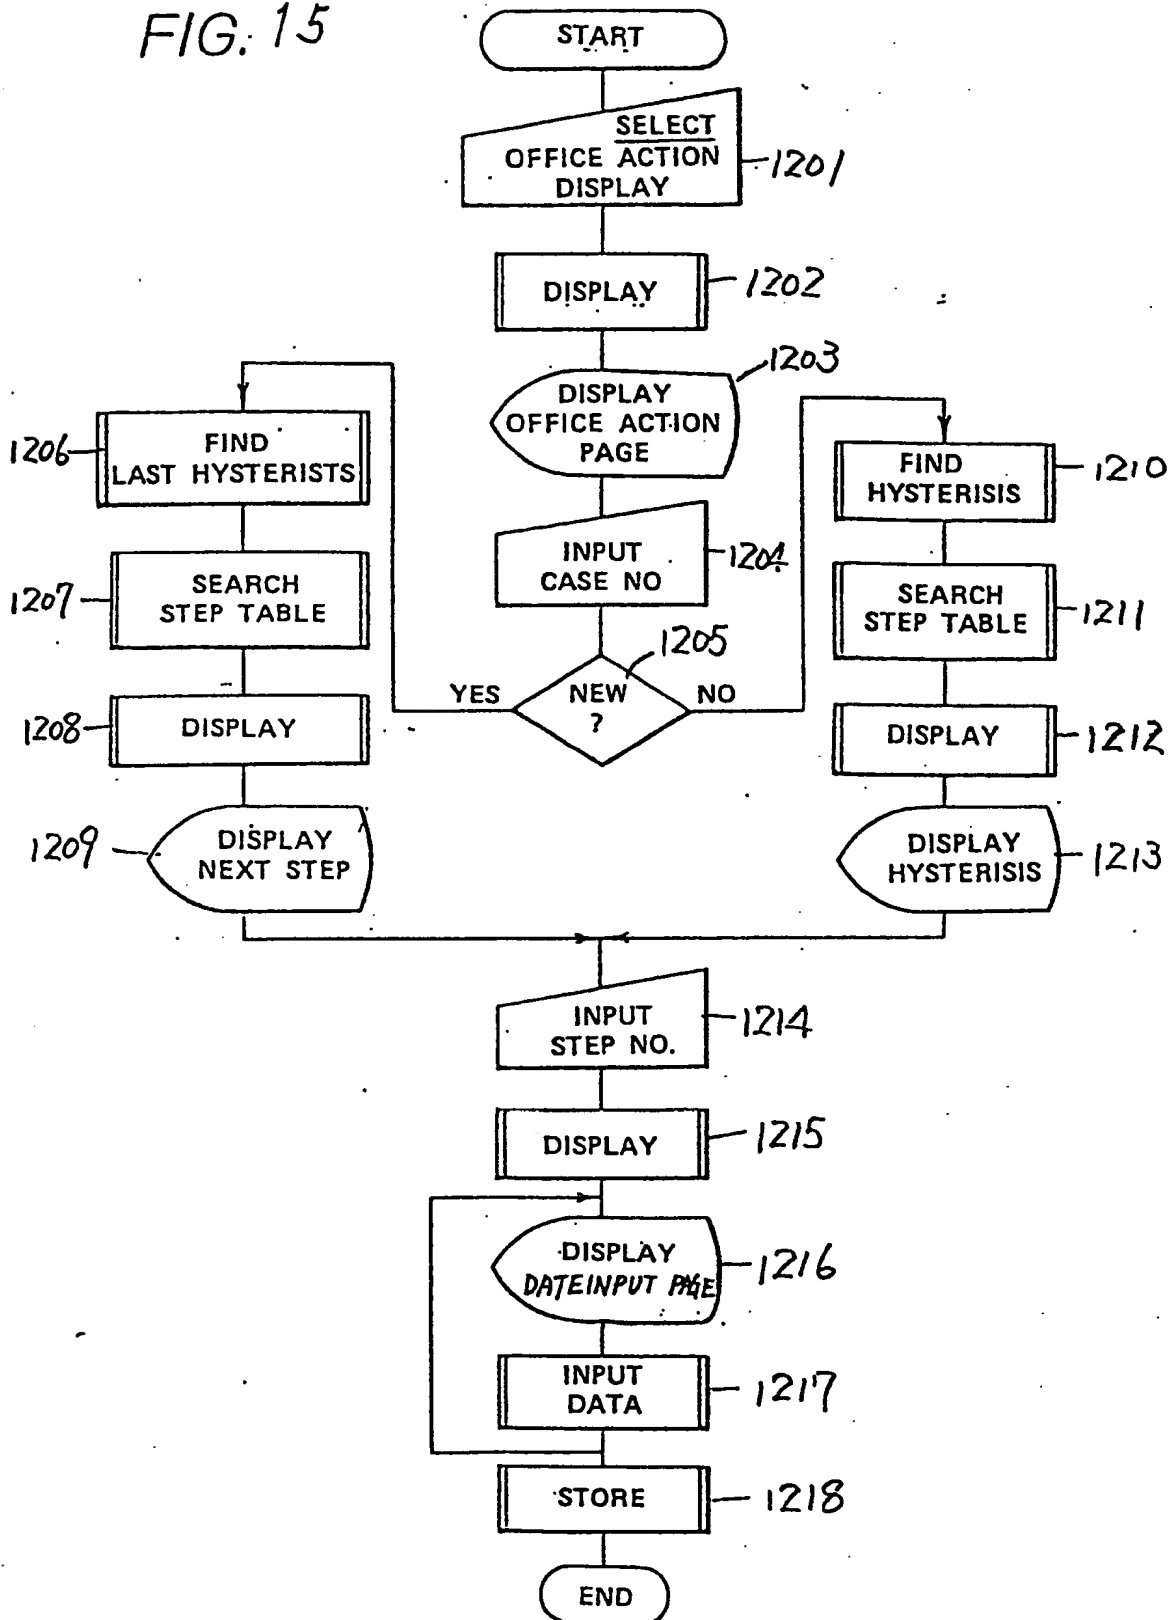 FIG. 15
START
SELECT
OFFICE ACTION
DISPLAY
1201
DISPLAY
1202
DISPLAY
OFFICE ACTION
PAGE
1203
INPUT
CASE NO
1204
NEW
?
1205
YES
NO
1206
FIND
LAST HYSTERISTS
1207
SEARCH
STEP TABLE
1208
DISPLAY
1209
DISPLAY
NEXT STEP
FIND
HYSTERISIS
1210
SEARCH
STEP TABLE
1211
DISPLAY
1212
DISPLAY
HYSTERISIS
1213
INPUT
STEP NO.
1214
DISPLAY
1215
DISPLAY
DATEINPUT PAGE
1216
INPUT
DATA
1217
STORE
1218
END